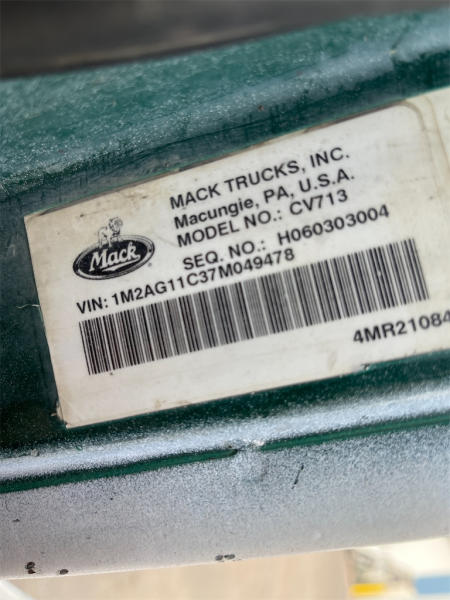 MACK TRUCKS, INC.
Macungie, PA, U.S.A.
MODEL NO.: CV713
SEQ. NO.: H060303004
Mack
VIN: 1M2AG11C37M049478
4MR21084